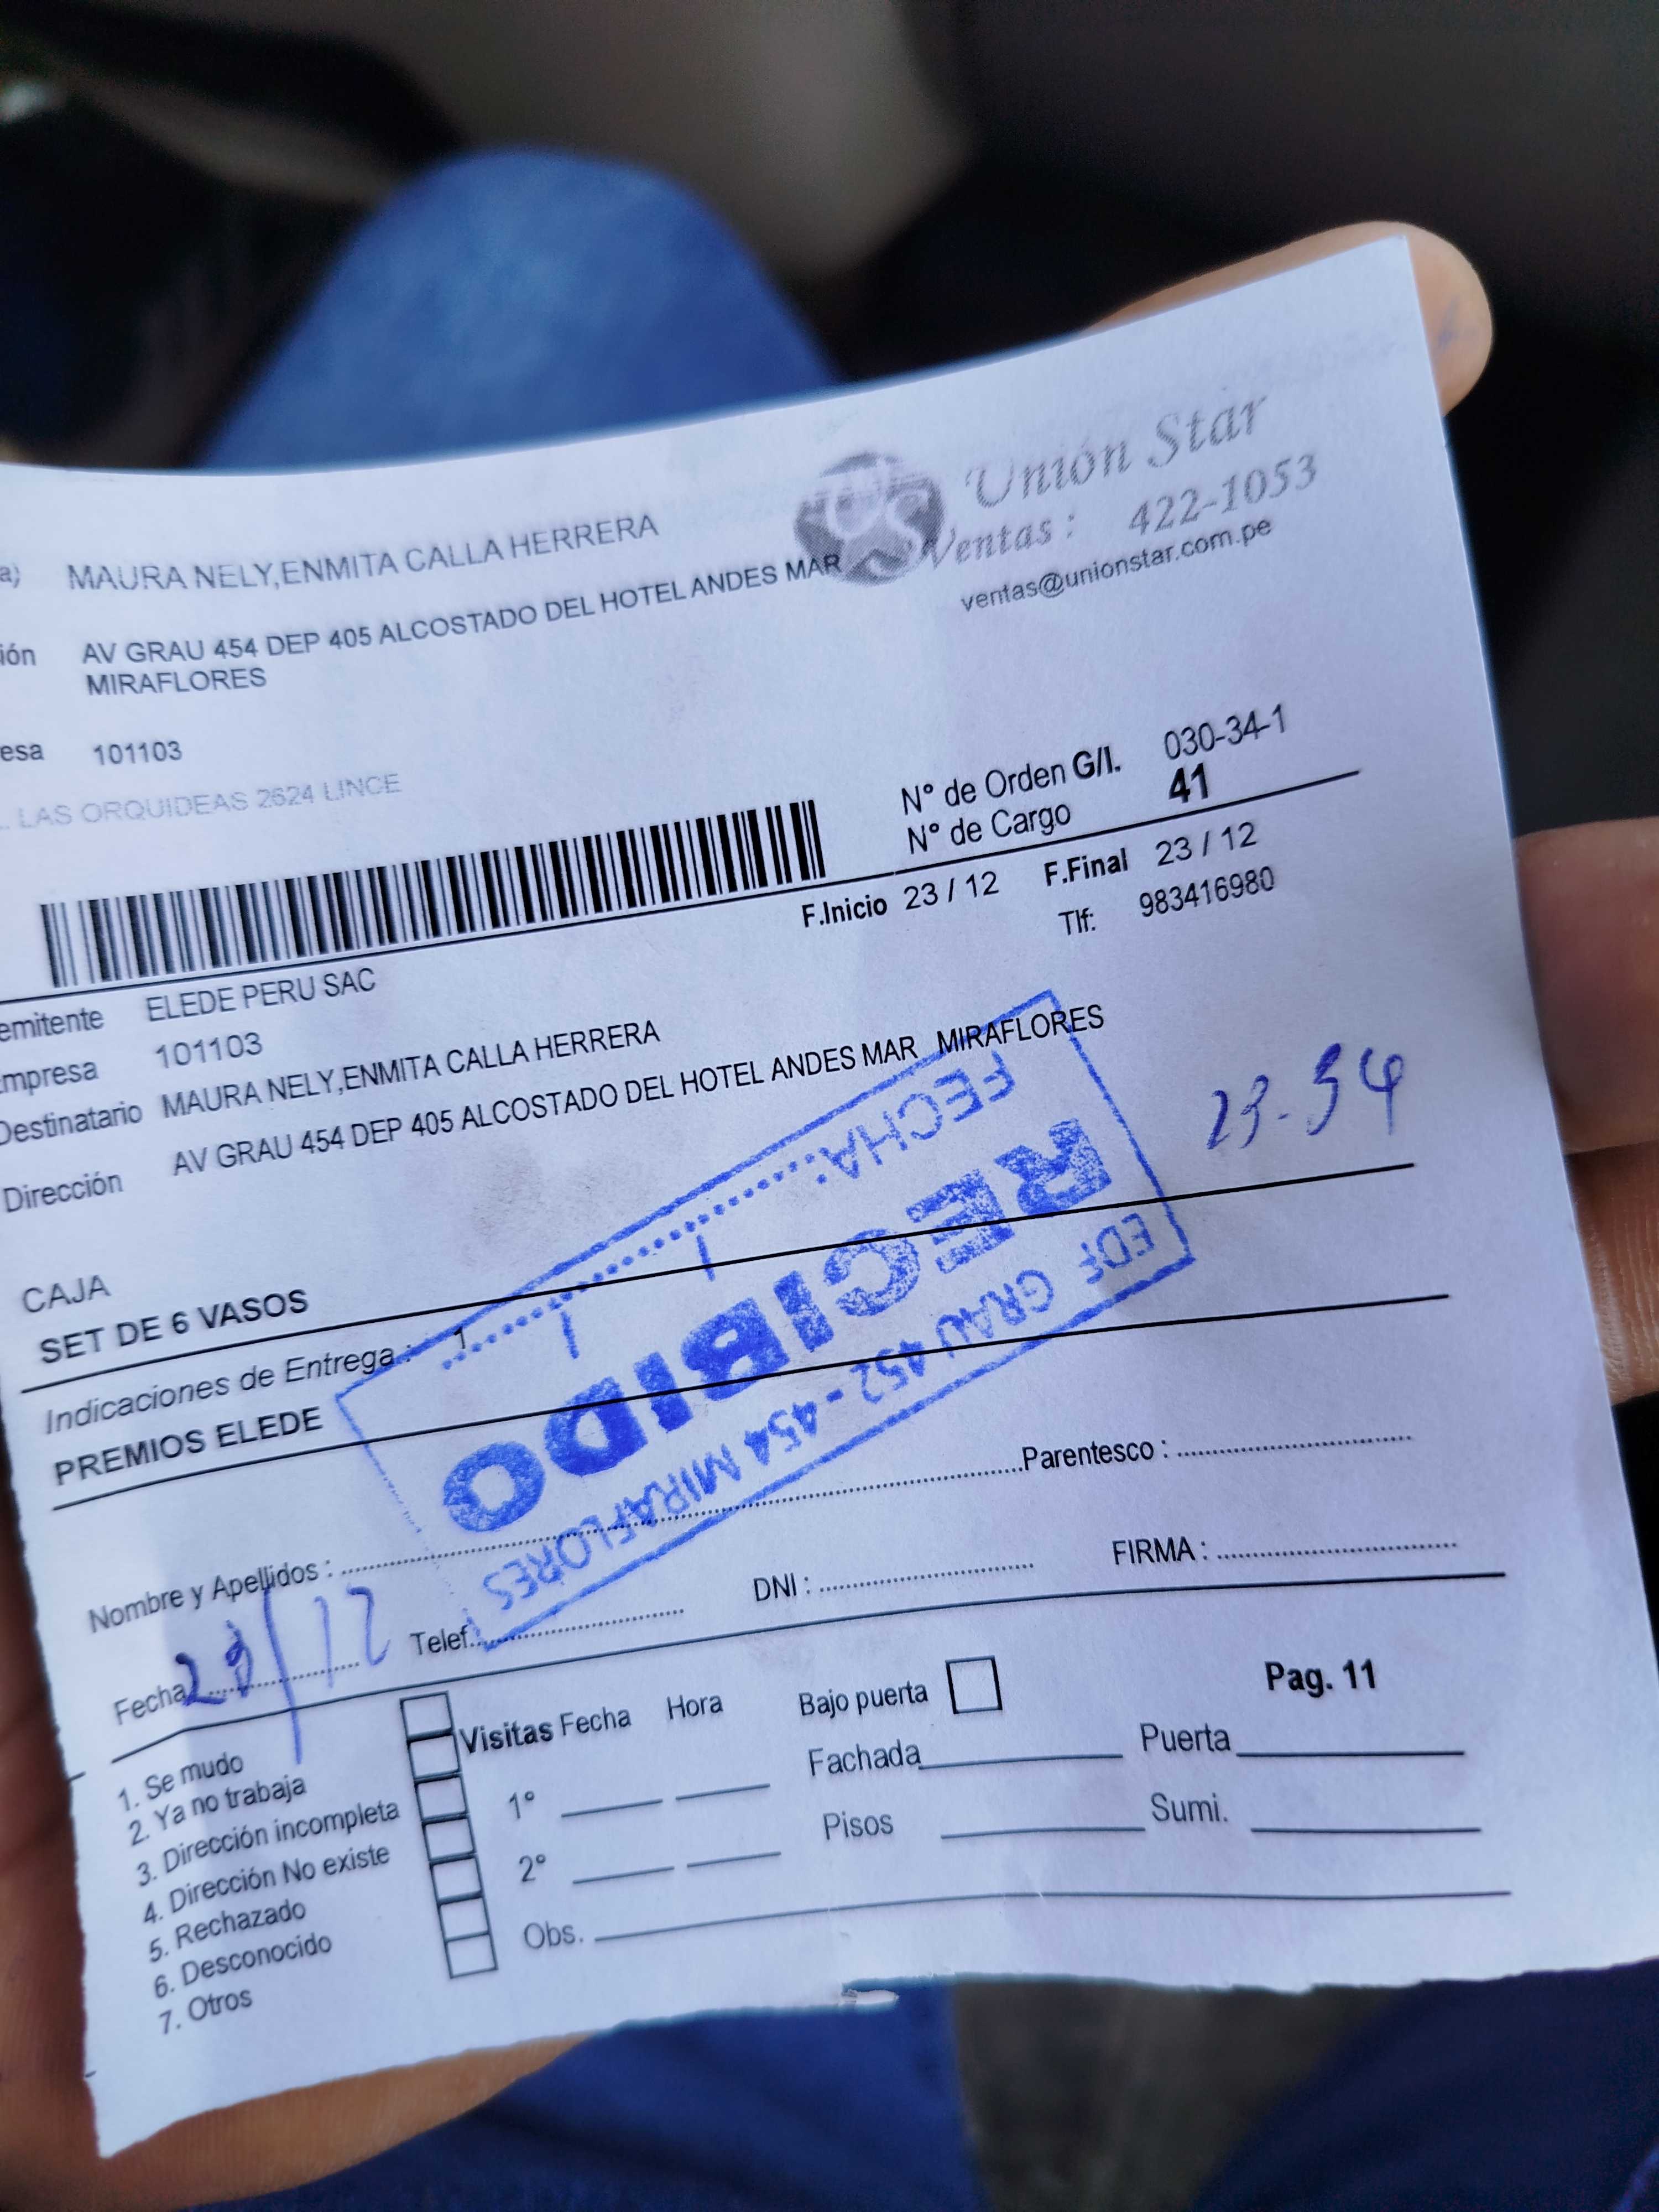 Unión Star
Ventas : 422-1053
ventas@unionstar.com.pe
a) MAURA NELY,ENMITA CALLA HERRERA
ión AV GRAU 454 DEP 405 ALCOSTADO DEL HOTEL ANDES MAR
MIRAFLORES
esa 101103
. LAS ORQUIDEAS 2624 LINCE
N° de Orden G/I. 030-34-1
N° de Cargo 41
F.Inicio 23 / 12 F.Final 23 / 12
Tlf: 983416980
emitente ELEDE PERU SAC
mpresa 101103
Destinatario MAURA NELY,ENMITA CALLA HERRERA
Dirección AV GRAU 454 DEP 405 ALCOSTADO DEL HOTEL ANDES MAR MIRAFLORES
CAJA
SET DE 6 VASOS
Indicaciones de Entrega : 1
PREMIOS ELEDE
EDF GRAU 452 - 454 MIRAFLORES
RECIBIDO
FECHA:
Nombre y Apellidos : Parentesco :
Fecha 23/12 Telef. DNI : FIRMA :
Visitas Fecha Hora Bajo puerta Pag. 11
1. Se mudo
2. Ya no trabaja
3. Dirección incompleta
4. Dirección No existe
5. Rechazado
6. Desconocido
7. Otros
1°
2°
Obs.
Fachada Puerta
Pisos Sumi.